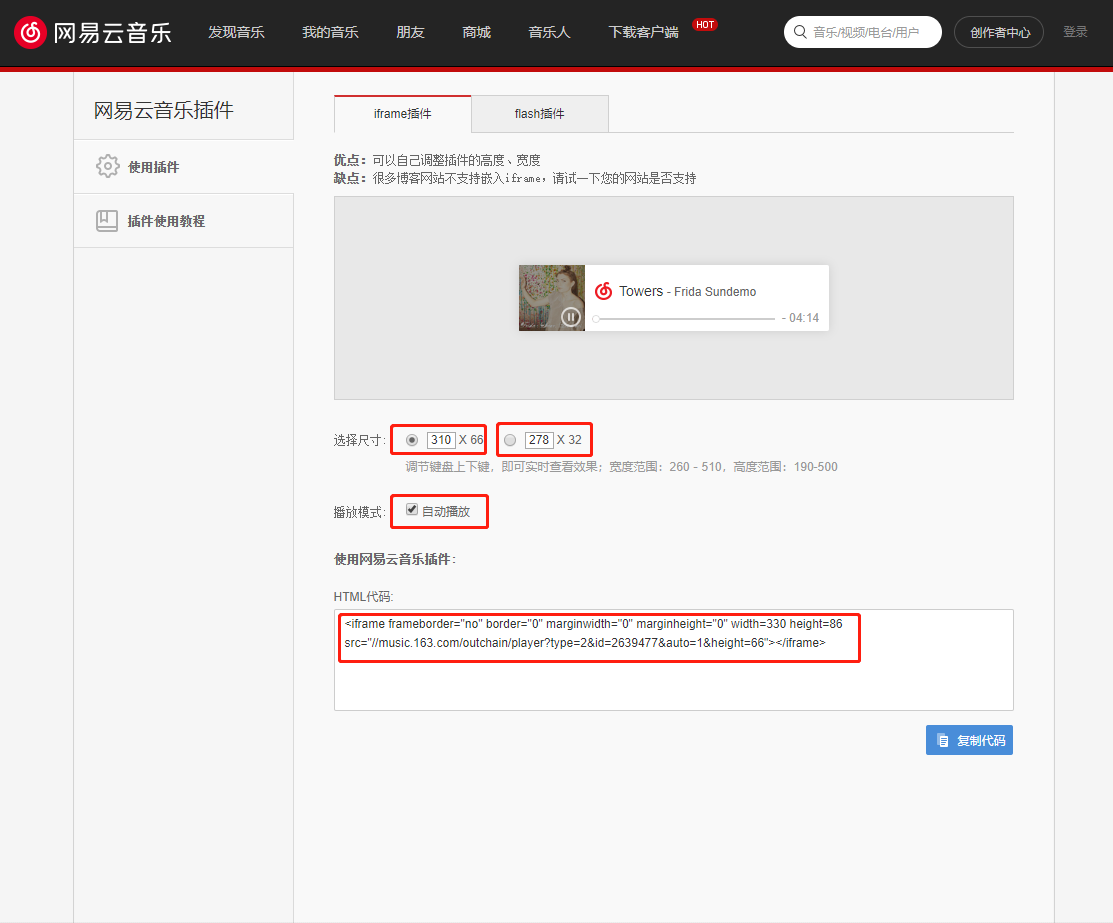 网易云音乐 发现音乐 我的音乐 朋友 商城 音乐人 下载客户端 HOT 音乐/视频/电台/用户 创作者中心 登录
网易云音乐插件
使用插件
插件使用教程
iframe插件 flash插件
优点：可以自己调整插件的高度、宽度
缺点：很多博客网站不支持嵌入iframe，请试一下您的网站是否支持
Towers - Frida Sundemo
- 04:14
选择尺寸: 310 X 66 278 X 32
调节键盘上下键，即可实时查看效果；宽度范围：260 - 510，高度范围：190-500
播放模式: 自动播放
使用网易云音乐插件:
HTML代码:
<iframe frameborder="no" border="0" marginwidth="0" marginheight="0" width=330 height=86
src="//music.163.com/outchain/player?type=2&id=2639477&auto=1&height=66"></iframe>
复制代码